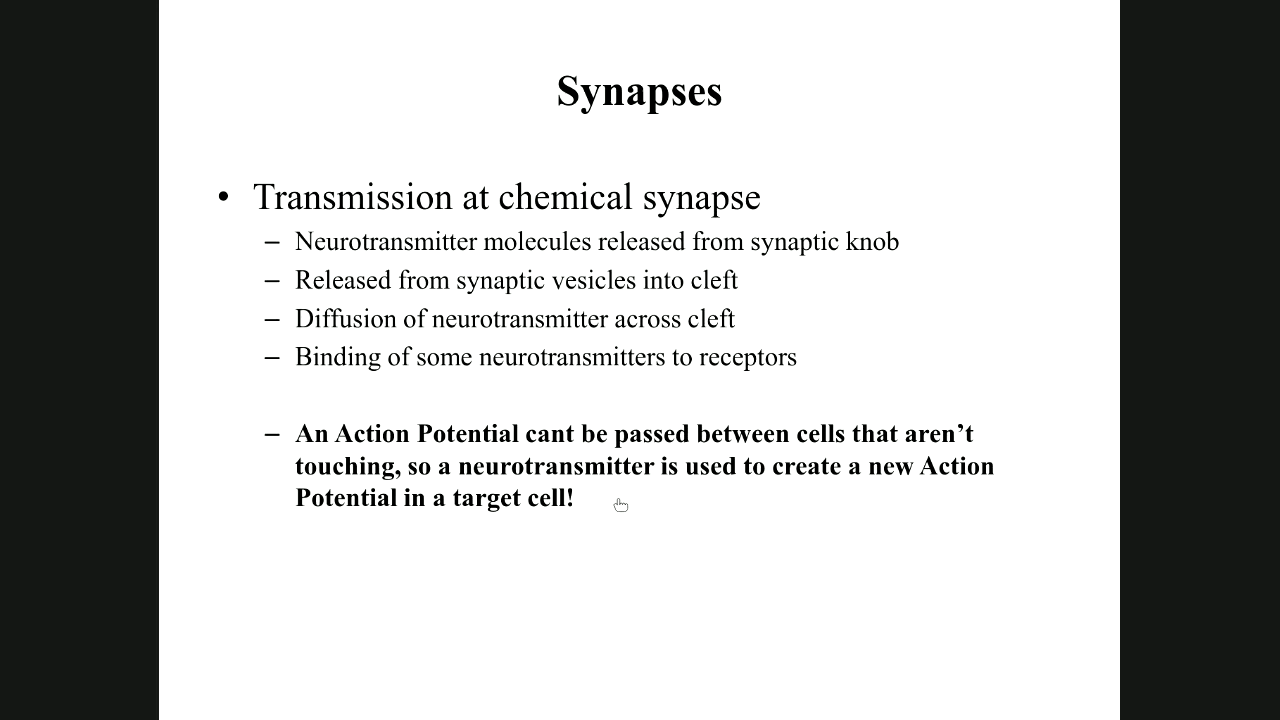 Synapses
• Transmission at chemical synapse
– Neurotransmitter molecules released from synaptic knob
– Released from synaptic vesicles into cleft
– Diffusion of neurotransmitter across cleft
– Binding of some neurotransmitters to receptors
– An Action Potential cant be passed between cells that aren’t
touching, so a neurotransmitter is used to create a new Action
Potential in a target cell!